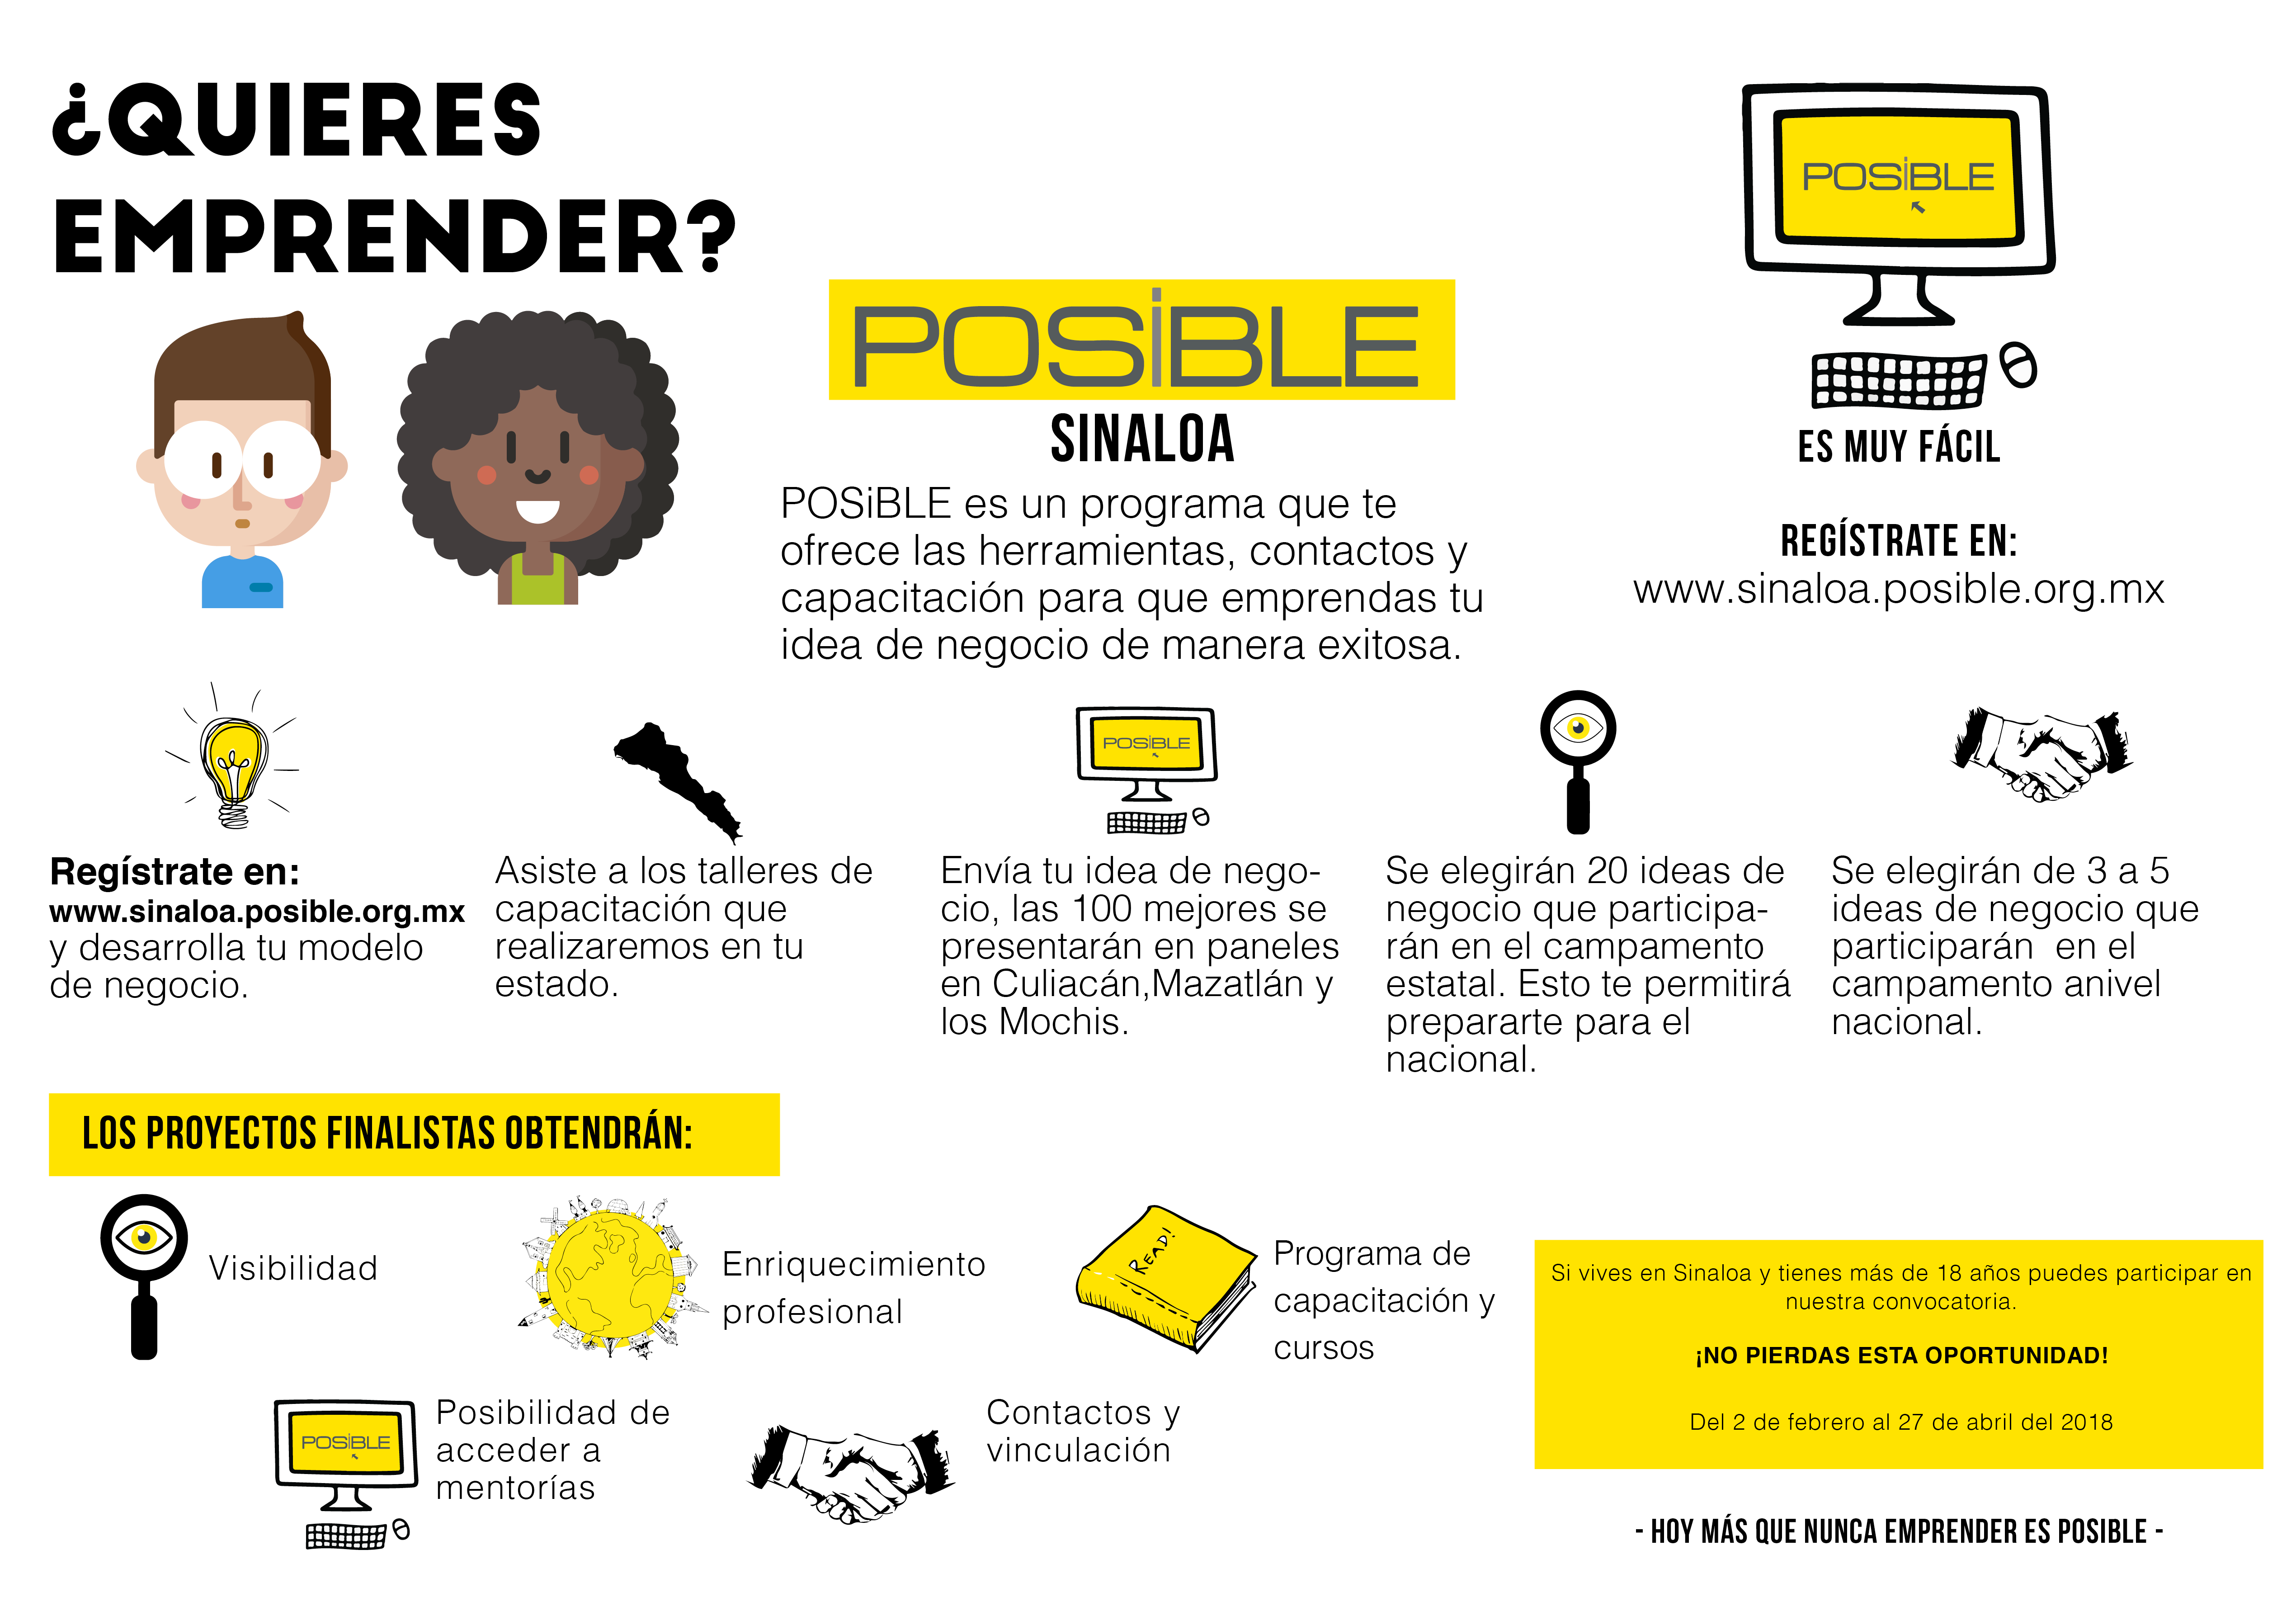 ¿QUIERES
EMPRENDER?
POSiBLE
SINALOA
POSiBLE es un programa que te
ofrece las herramientas, contactos y
capacitación para que emprendas tu
idea de negocio de manera exitosa.
POSiBLE
ES MUY FÁCIL
REGÍSTRATE EN:
www.sinaloa.posible.org.mx
Regístrate en:
www.sinaloa.posible.org.mx
y desarrolla tu modelo
de negocio.
Asiste a los talleres de
capacitación que
realizaremos en tu
estado.
POSiBLE
Envía tu idea de nego-
cio, las 100 mejores se
presentarán en paneles
en Culiacán,Mazatlán y
los Mochis.
Se elegirán 20 ideas de
negocio que participa-
rán en el campamento
estatal. Esto te permitirá
prepararte para el
nacional.
Se elegirán de 3 a 5
ideas de negocio que
participarán  en el
campamento anivel
nacional.
LOS PROYECTOS FINALISTAS OBTENDRÁN:
Visibilidad
Enriquecimiento
profesional
READ!
Programa de
capacitación y
cursos
POSiBLE
Posibilidad de
acceder a
mentorías
Contactos y
vinculación
Si vives en Sinaloa y tienes más de 18 años puedes participar en
nuestra convocatoria.
¡NO PIERDAS ESTA OPORTUNIDAD!
Del 2 de febrero al 27 de abril del 2018
- HOY MÁS QUE NUNCA EMPRENDER ES POSIBLE -